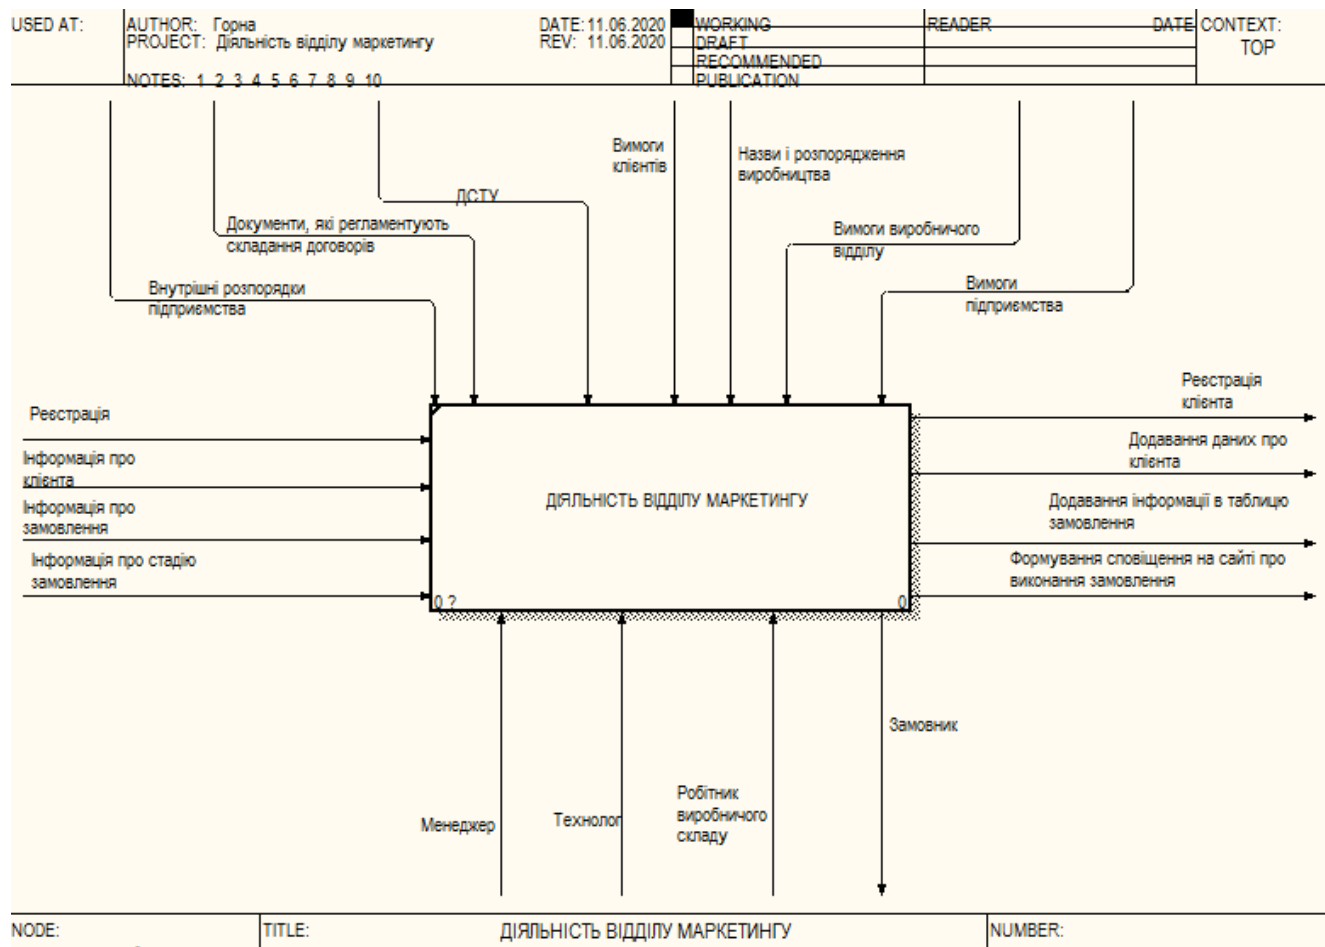 USED AT:
AUTHOR: Горна
DATE: 11.06.2020
WORKING
READER
DATE
CONTEXT:
PROJECT: Діяльність відділу маркетингу
REV: 11.06.2020
DRAFT
TOP
RECOMMENDED
NOTES: 1 2 3 4 5 6 7 8 9 10
PUBLICATION
Вимоги
клієнтів
Назви і розпорядження
виробництва
ДСТУ
Документи, які регламентують
складання договорів
Вимоги виробничого
відділу
Внутрішні розпорядки
підприємства
Вимоги
підприємства
Реєстрація
Інформація про
клієнта
Інформація про
замовлення
Інформація про стадію
замовлення
ДІЯЛЬНІСТЬ ВІДДІЛУ МАРКЕТИНГУ
0 ?
0
Реєстрація
клієнта
Додавання даних про
клієнта
Додавання інформації в таблицю
замовлення
Формування сповіщення на сайті про
виконання замовлення
Менеджер
Технолог
Робітник
виробничого
складу
Замовник
NODE:
TITLE:
ДІЯЛЬНІСТЬ ВІДДІЛУ МАРКЕТИНГУ
NUMBER: